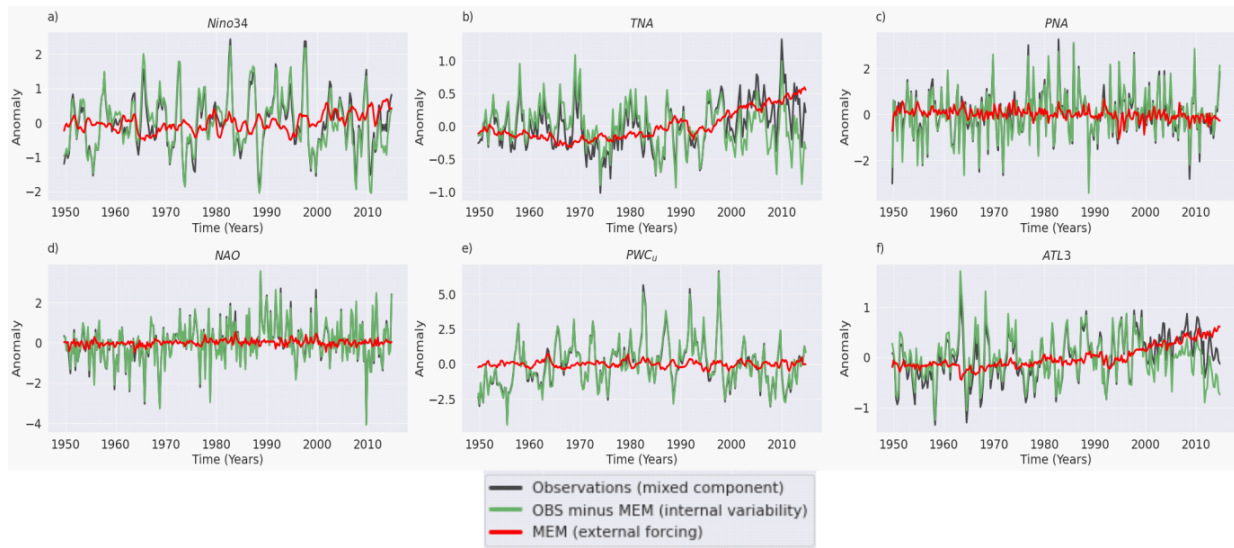 a)
Nino34
Anomaly
2
1
0
−1
−2
1950 1960 1970 1980 1990 2000 2010
Time (Years)
b)
TNA
Anomaly
1.0
0.5
0.0
−0.5
−1.0
1950 1960 1970 1980 1990 2000 2010
Time (Years)
c)
PNA
Anomaly
2
0
−2
1950 1960 1970 1980 1990 2000 2010
Time (Years)
d)
NAO
Anomaly
2
0
−2
−4
1950 1960 1970 1980 1990 2000 2010
Time (Years)
e)
PWCu
Anomaly
5.0
2.5
0.0
−2.5
1950 1960 1970 1980 1990 2000 2010
Time (Years)
f)
ATL3
Anomaly
1
0
−1
1950 1960 1970 1980 1990 2000 2010
Time (Years)
Observations (mixed component)
OBS minus MEM (internal variability)
MEM (external forcing)